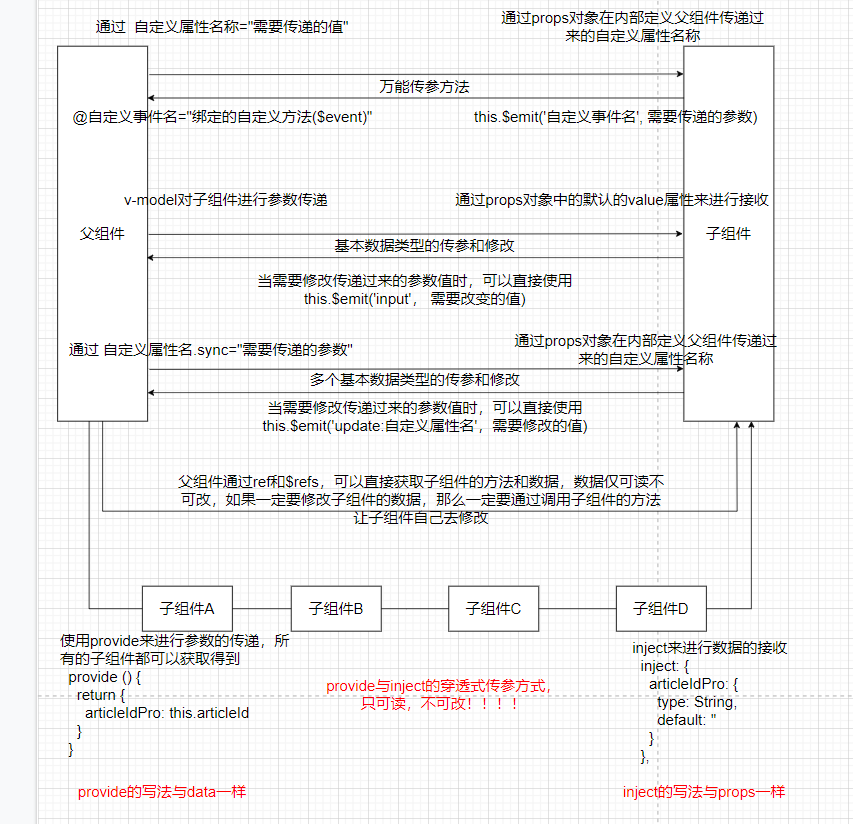 通过 自定义属性名称="需要传递的值"
通过props对象在内部定义父组件传递过
来的自定义属性名称
万能传参方法
@自定义事件名="绑定的自定义方法($event)"
this.$emit('自定义事件名', 需要传递的参数)
v-model对子组件进行参数传递
通过props对象中的默认的value属性来进行接收
父组件
子组件
基本数据类型的传参和修改
当需要修改传递过来的参数值时，可以直接使用
this.$emit('input'， 需要改变的值)
通过 自定义属性名.sync="需要传递的参数"
通过props对象在内部定义父组件传递过
来的自定义属性名称
多个基本数据类型的传参和修改
当需要修改传递过来的参数值时，可以直接使用
this.$emit('update:自定义属性名'，需要修改的值)
父组件通过ref和$refs，可以直接获取子组件的方法和数据，数据仅可读不
可改，如果一定要修改子组件的数据，那么一定要通过调用子组件的方法
让子组件自己去修改
子组件A
子组件B
子组件C
子组件D
使用provide来进行参数的传递，所
有的子组件都可以获取得到
provide () {
return {
articleIdPro: this.articleId
}
}
provide与inject的穿透式传参方式，
只可读，不可改！！！！
inject来进行数据的接收
inject: {
articleIdPro: {
type: String,
default: ''
}
},
provide的写法与data一样
inject的写法与props一样